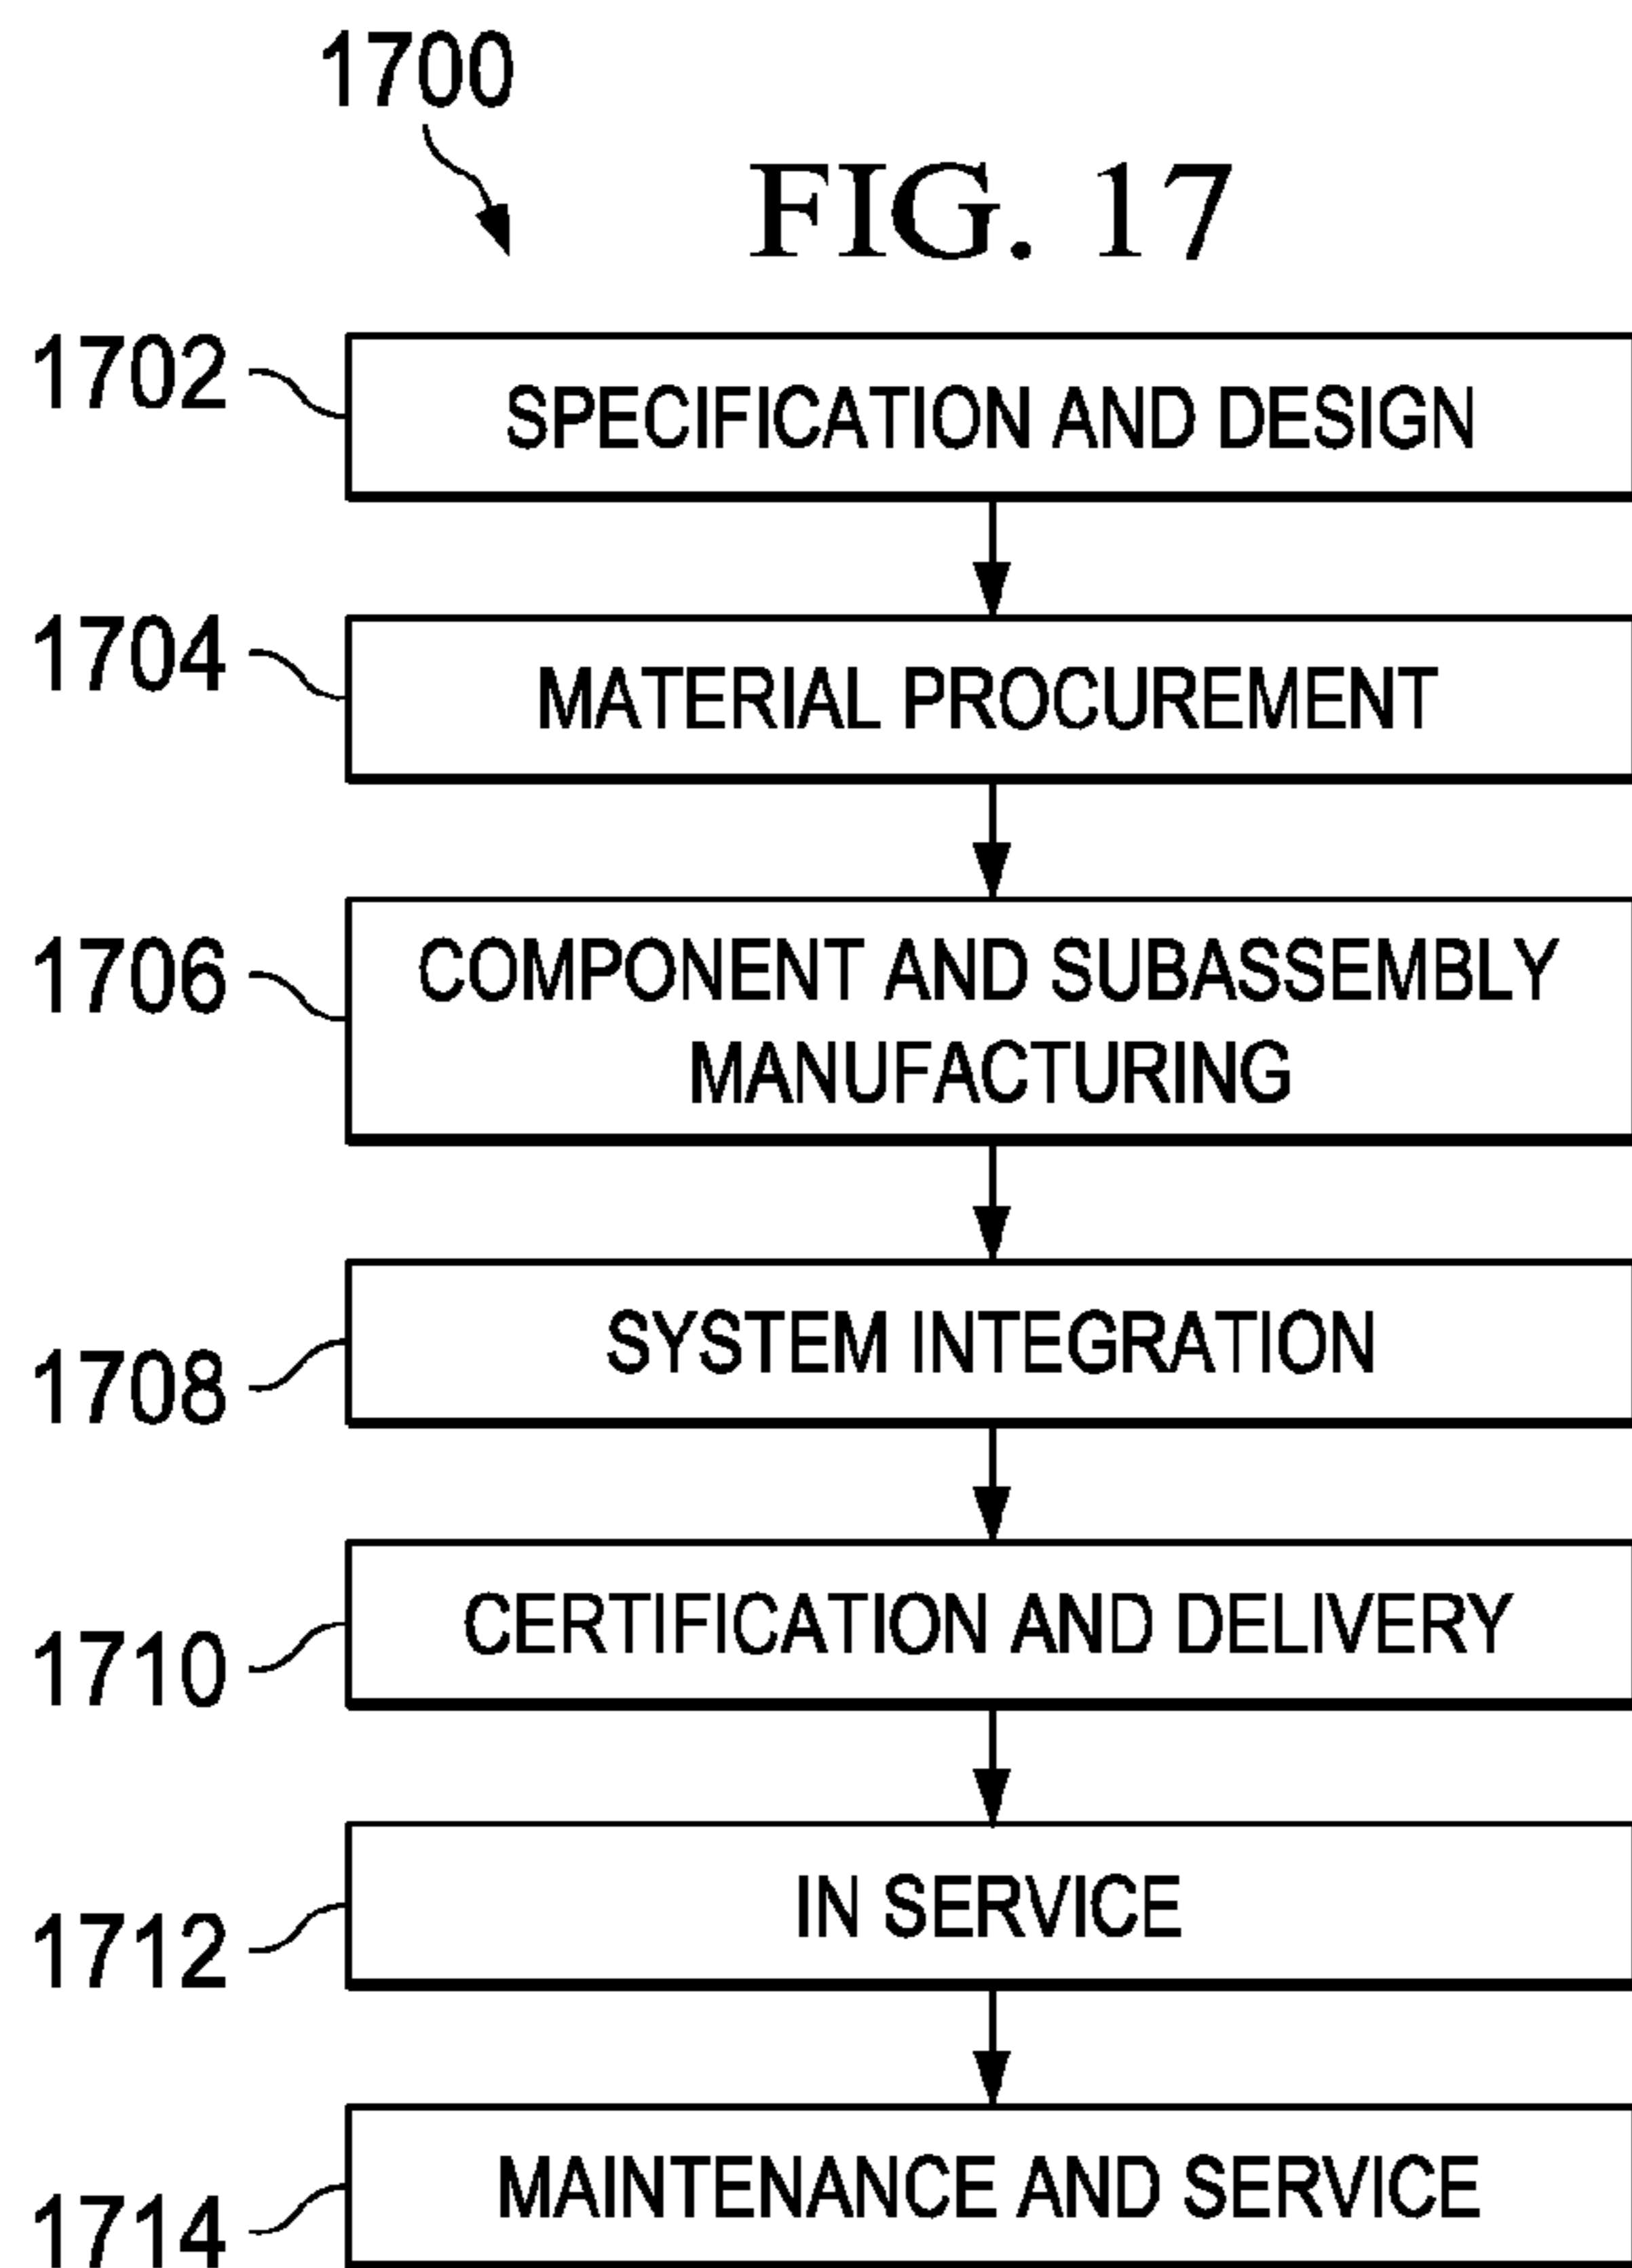 1700
FIG. 17
1702
SPECIFICATION AND DESIGN
1704
MATERIAL PROCUREMENT
1706
COMPONENT AND SUBASSEMBLY
MANUFACTURING
1708
SYSTEM INTEGRATION
1710
CERTIFICATION AND DELIVERY
1712
IN SERVICE
1714
MAINTENANCE AND SERVICE